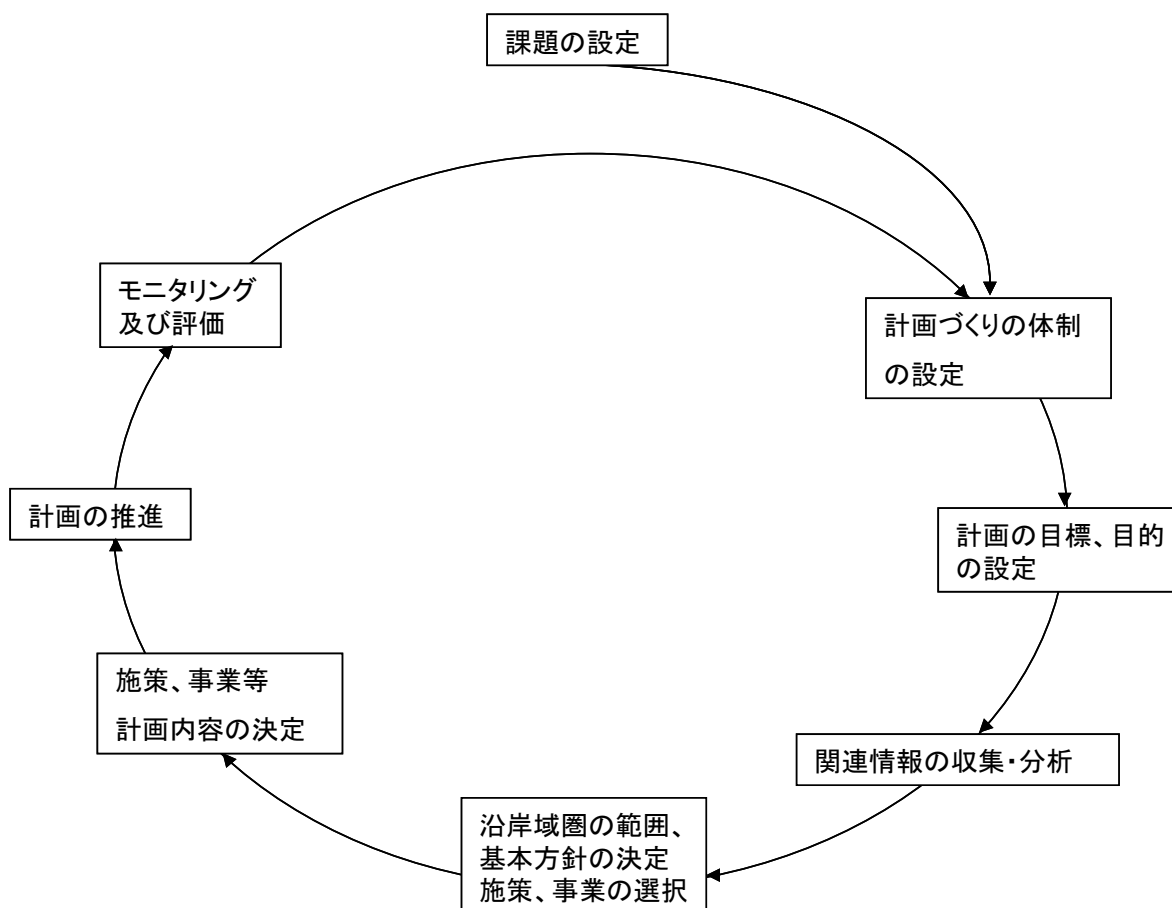 課題の設定
モニタリング
及び評価
計画づくりの体制
の設定
計画の推進
計画の目標、目的
の設定
施策、事業等
計画内容の決定
関連情報の収集・分析
沿岸域圏の範囲、
基本方針の決定
施策、事業の選択